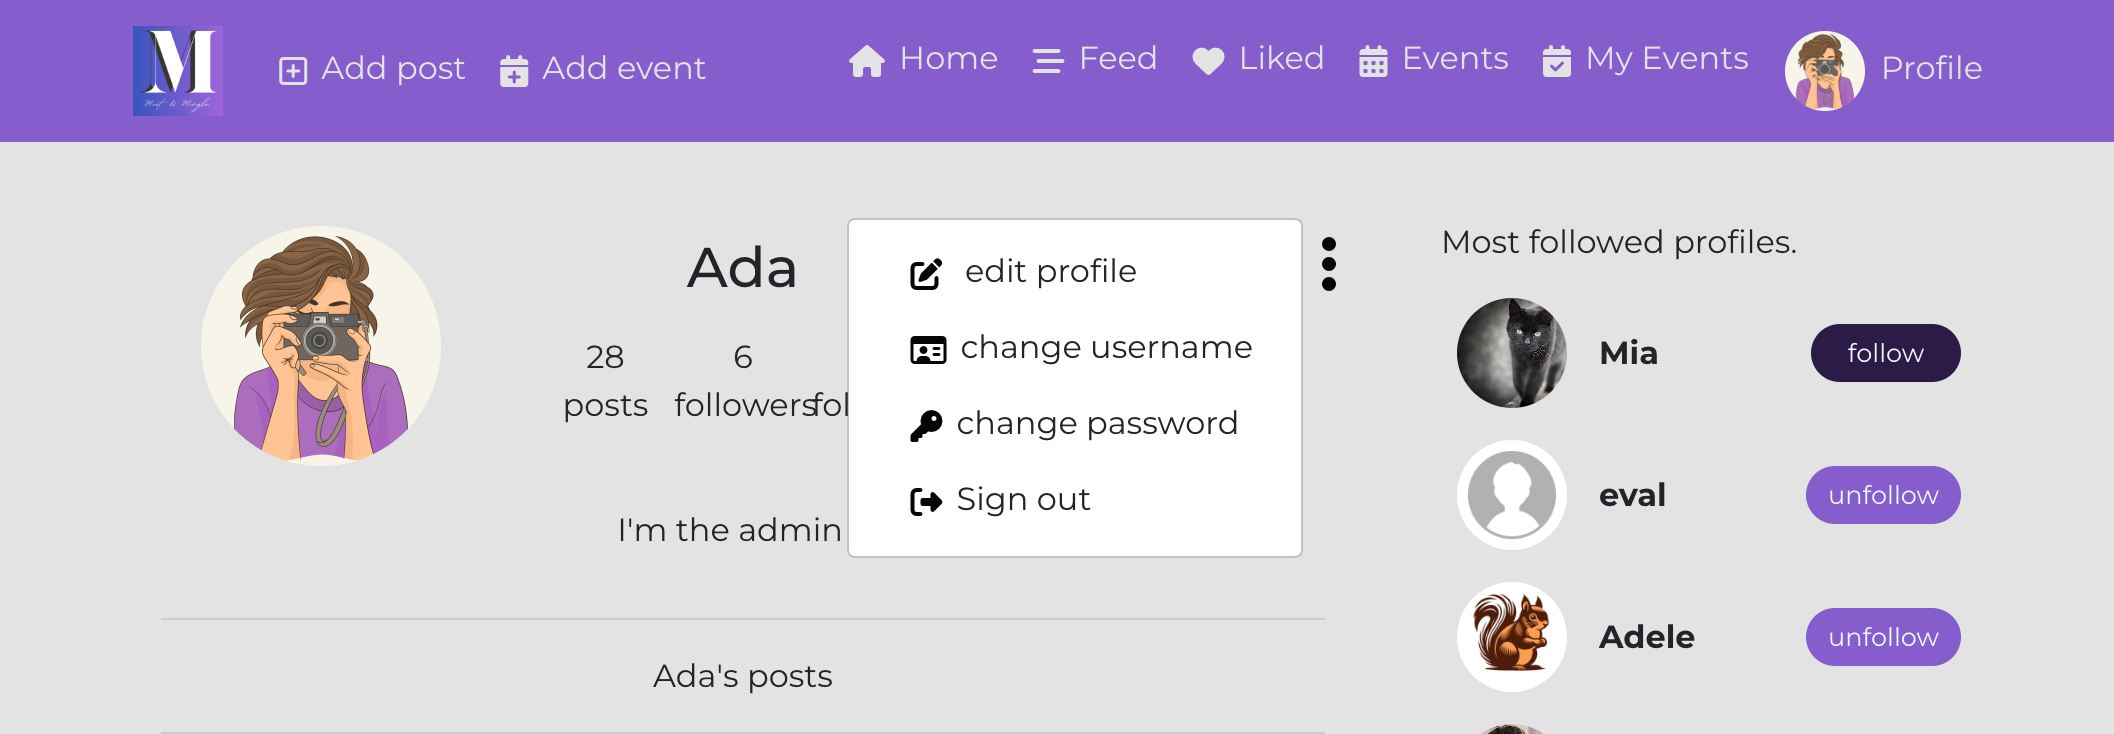 M
Meet & Mingle
Add post
Add event
Home
Feed
Liked
Events
My Events
Profile
Ada
28
posts
6
followers
fol
I'm the admin
edit profile
change username
change password
Sign out
Ada's posts
Most followed profiles.
Mia
follow
eval
unfollow
Adele
unfollow